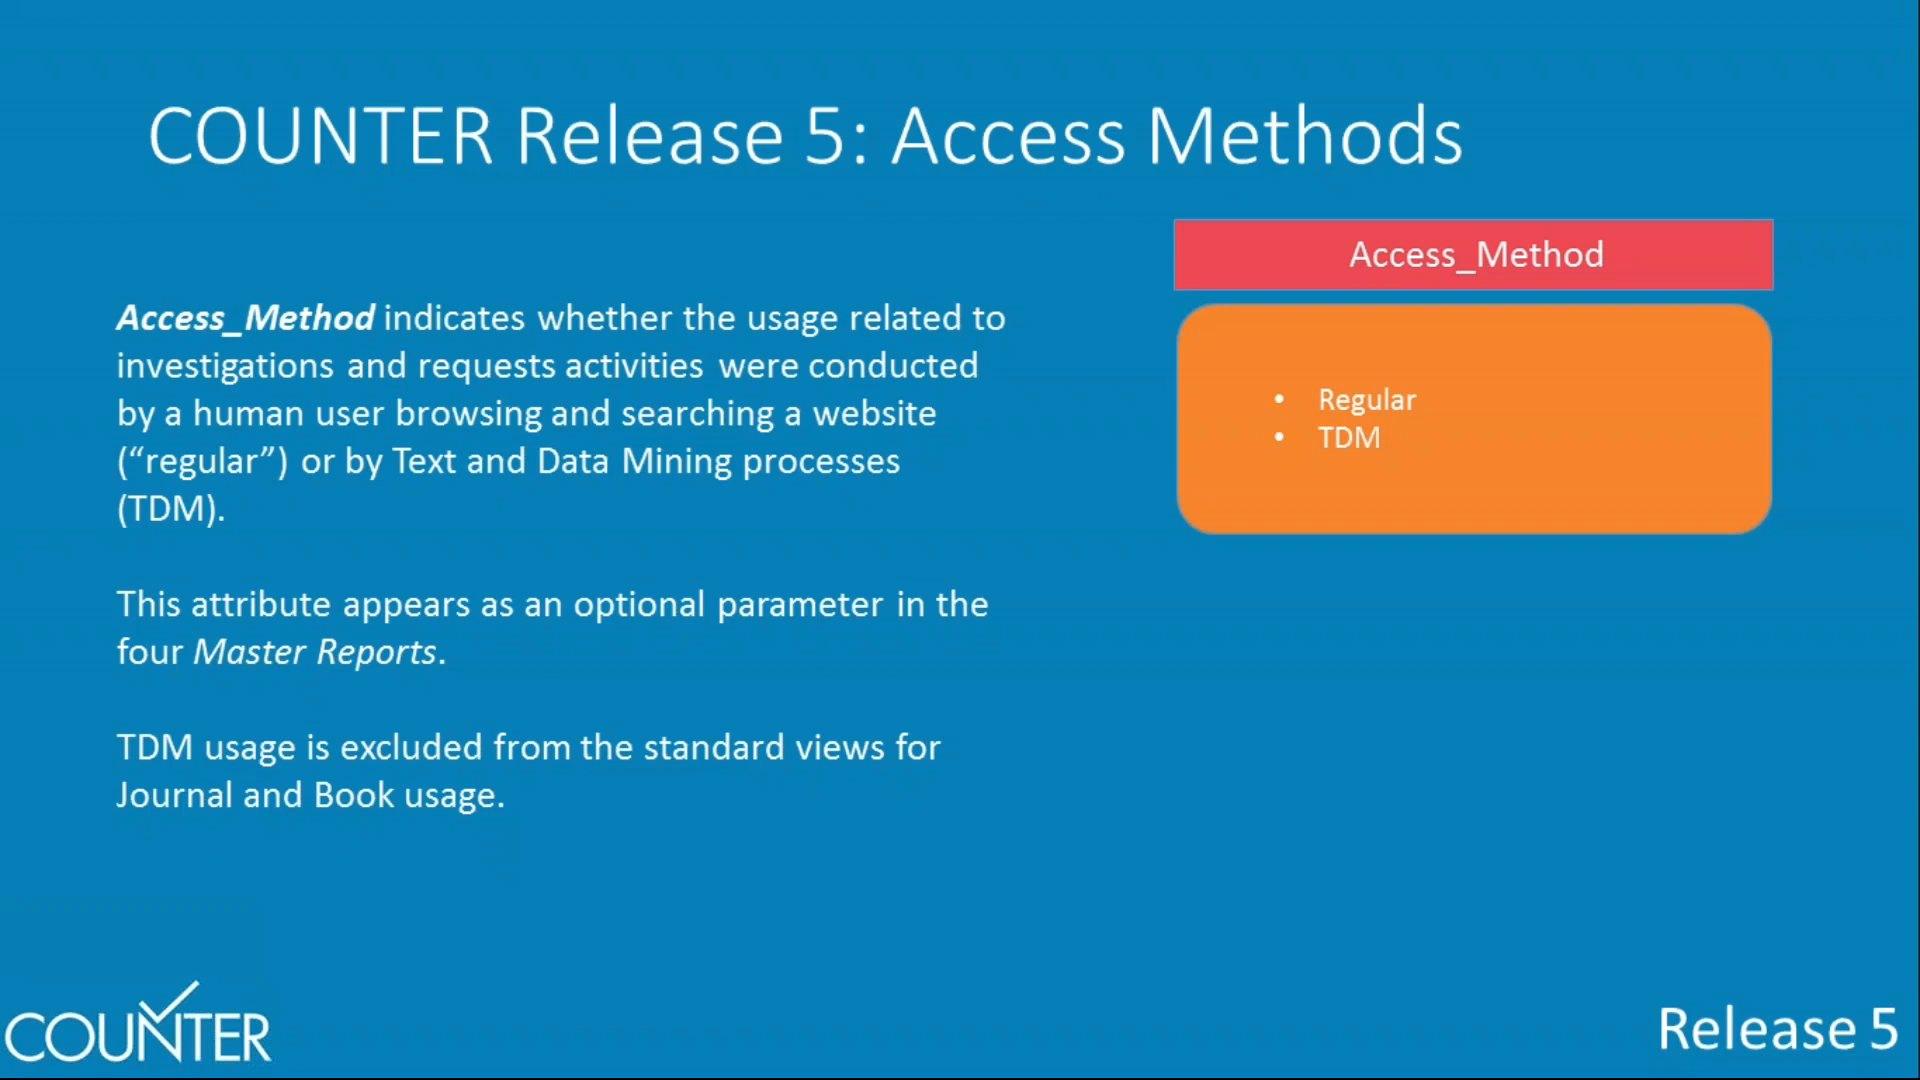 COUNTER Release 5: Access Methods
Access_Method
Access_Method indicates whether the usage related to
investigations and requests activities were conducted
by a human user browsing and searching a website
(“regular”) or by Text and Data Mining processes
(TDM).
This attribute appears as an optional parameter in the
four Master Reports.
TDM usage is excluded from the standard views for
Journal and Book usage.
• Regular
• TDM
COUNTER
Release 5